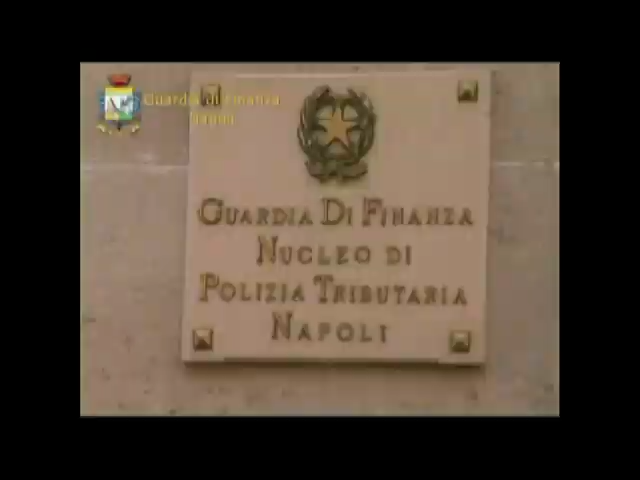 Guardia di Finanza
Napoli
GUARDIA DI FINANZA
NUCLEO DI
POLIZIA TRIBUTARIA
NAPOLI